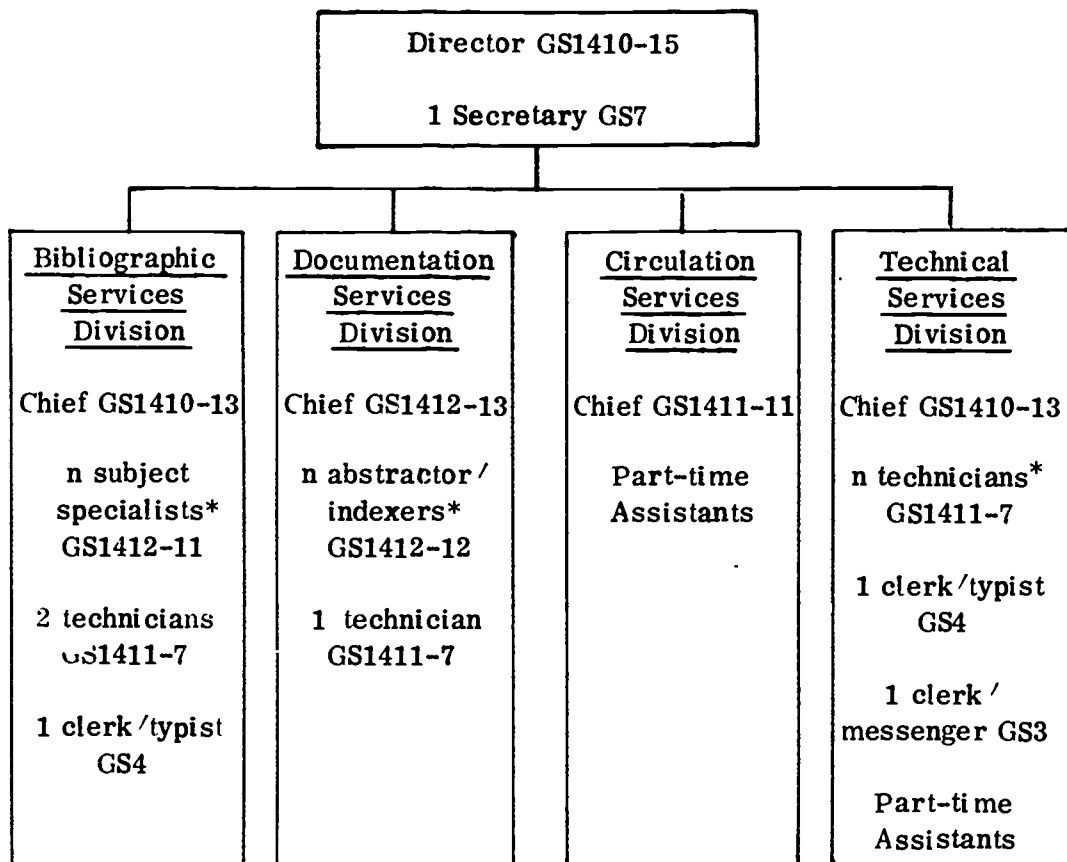 Director GS1410-15
1 Secretary GS7
Bibliographic
Services
Division
Chief GS1410-13
n subject
specialists*
GS1412-11
2 technicians
GS1411-7
1 clerk/typist
GS4
Documentation
Services
Division
Chief GS1412-13
n abstractor/
indexers*
GS1412-12
1 technician
GS1411-7
Circulation
Services
Division
Chief GS1411-11
Part-time
Assistants
Technical
Services
Division
Chief GS1410-13
n technicians*
GS1411-7
1 clerk/typist
GS4
1 clerk/
messenger GS3
Part-time
Assistants